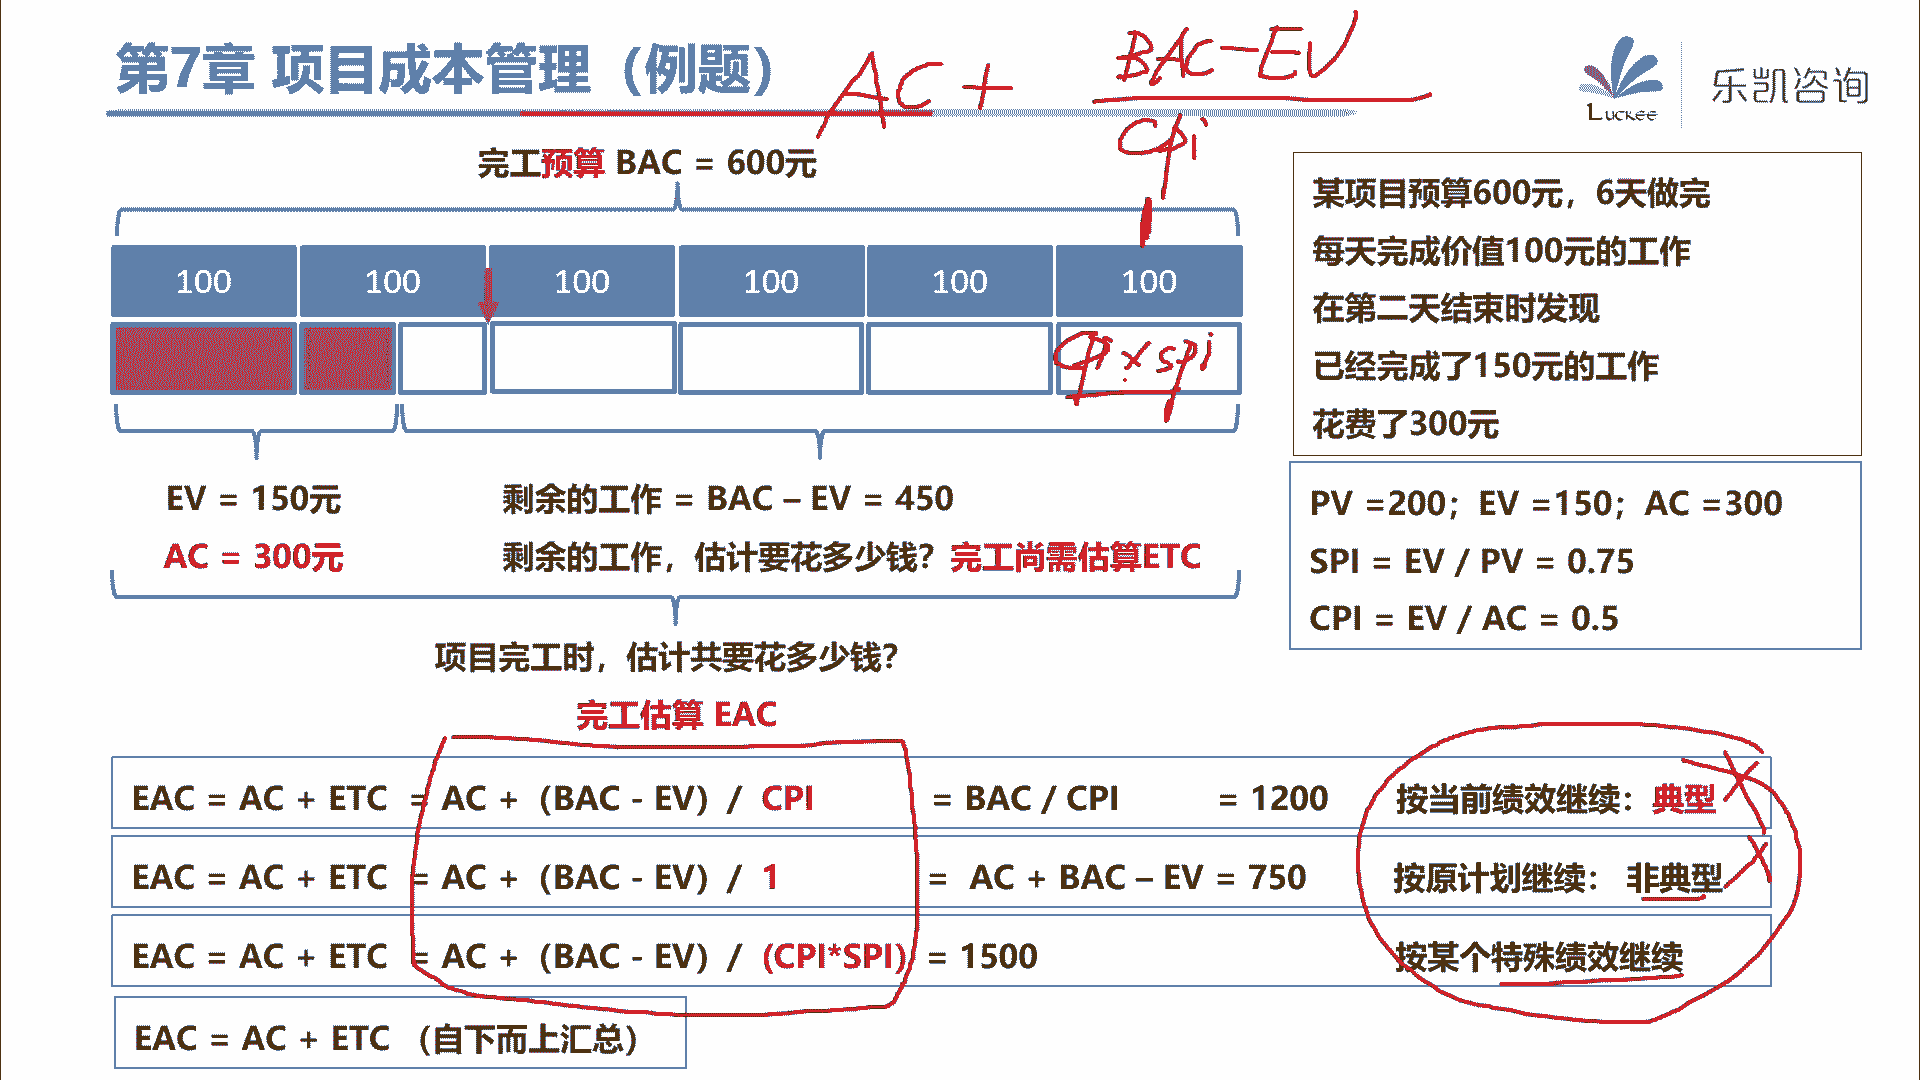 第7章 项目成本管理（例题）
AC + BAC-EV
CPi
LUCKEE
乐凯咨询
完工预算 BAC = 600元
100 100 100 100 100 100
CPi × SPi
某项目预算600元，6天做完
每天完成价值100元的工作
在第二天结束时发现
已经完成了150元的工作
花费了300元
EV = 150元
剩余的工作 = BAC – EV = 450
AC = 300元
剩余的工作，估计要花多少钱？完工尚需估算ETC
PV =200；EV =150；AC =300
SPI = EV / PV = 0.75
CPI = EV / AC = 0.5
项目完工时，估计共要花多少钱？
完工估算 EAC
EAC = AC + ETC = AC + （BAC - EV）/ CPI = BAC / CPI = 1200 按当前绩效继续：典型
EAC = AC + ETC = AC + （BAC - EV）/ 1 = AC + BAC – EV = 750 按原计划继续： 非典型
EAC = AC + ETC = AC + （BAC - EV）/ （CPI*SPI） = 1500 按某个特殊绩效继续
EAC = AC + ETC （自下而上汇总）